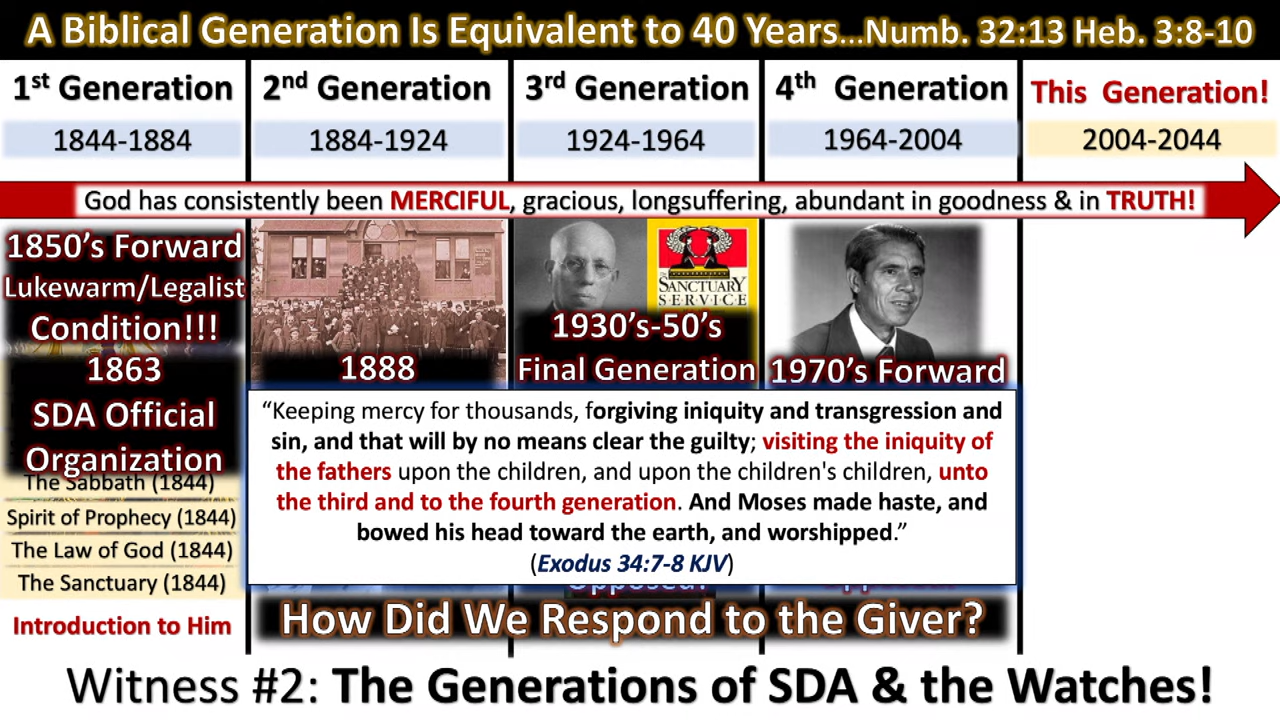 A Biblical Generation Is Equivalent to 40 Years...Numb. 32:13 Heb. 3:8-10
1st Generation
1844-1884
2nd Generation
1884-1924
3rd Generation
1924-1964
4th Generation
1964-2004
This Generation!
2004-2044
God has consistently been MERCIFUL, gracious, longsuffering, abundant in goodness & in TRUTH!
1850's Forward
Lukewarm/Legalist
Condition!!!
1863
SDA Official
Organization
The Sabbath (1844)
Spirit of Prophecy (1844)
The Law of God (1844)
The Sanctuary (1844)
Introduction to Him
1888
SANCTUARY
SERVICE
1930's-50's
Final Generation
1970's Forward
"Keeping mercy for thousands, forgiving iniquity and transgression and
sin, and that will by no means clear the guilty; visiting the iniquity of
the fathers upon the children, and upon the children's children, unto
the third and to the fourth generation. And Moses made haste, and
bowed his head toward the earth, and worshipped."
(Exodus 34:7-8 KJV)
Opposed!
How Did We Respond to the Giver?
Witness #2: The Generations of SDA & the Watches!